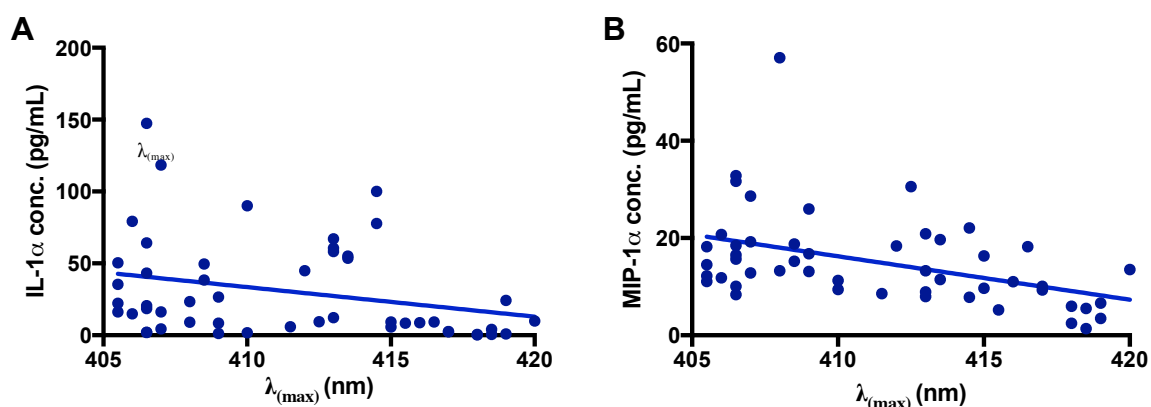 A
IL-1α conc. (pg/mL)
200
150
100
50
0
λ(max)
405 410 415 420
λ(max) (nm)
B
MIP-1α conc. (pg/mL)
60
40
20
0
405 410 415 420
λ(max) (nm)